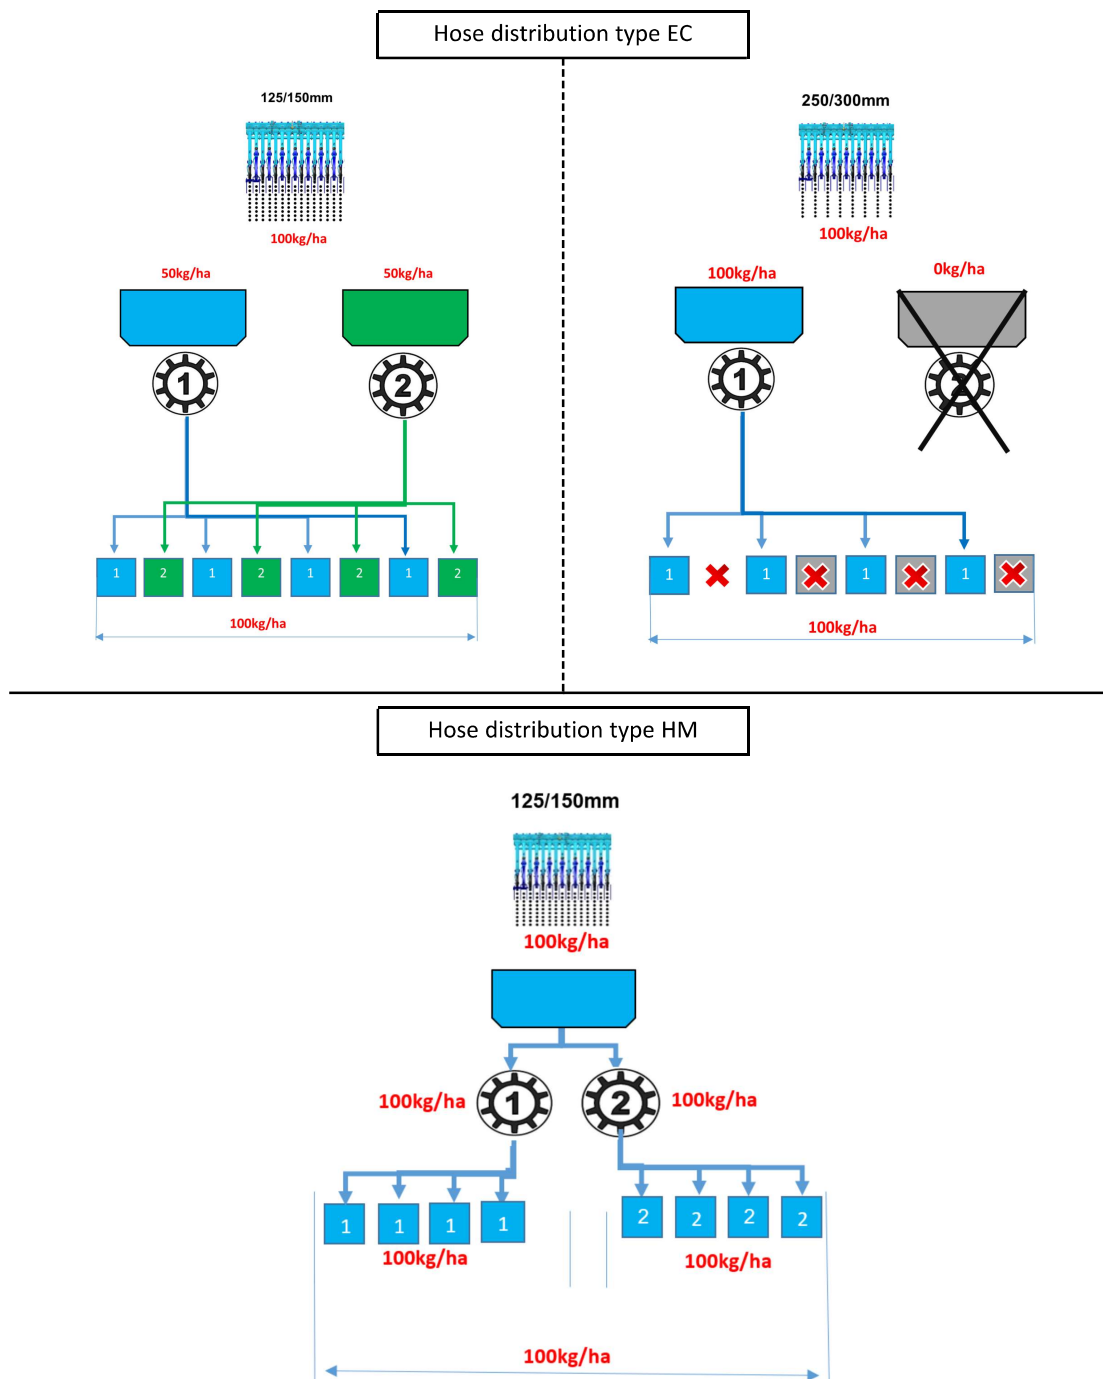 Hose distribution type EC
125/150mm
100kg/ha
50kg/ha 50kg/ha
1 2
1 2 1 2 1 2 1 2
100kg/ha
250/300mm
100kg/ha
100kg/ha 0kg/ha
1 2
1 1 1 1
100kg/ha
Hose distribution type HM
125/150mm
100kg/ha
100kg/ha 1 2 100kg/ha
1 1 1 1 2 2 2 2
100kg/ha 100kg/ha
100kg/ha